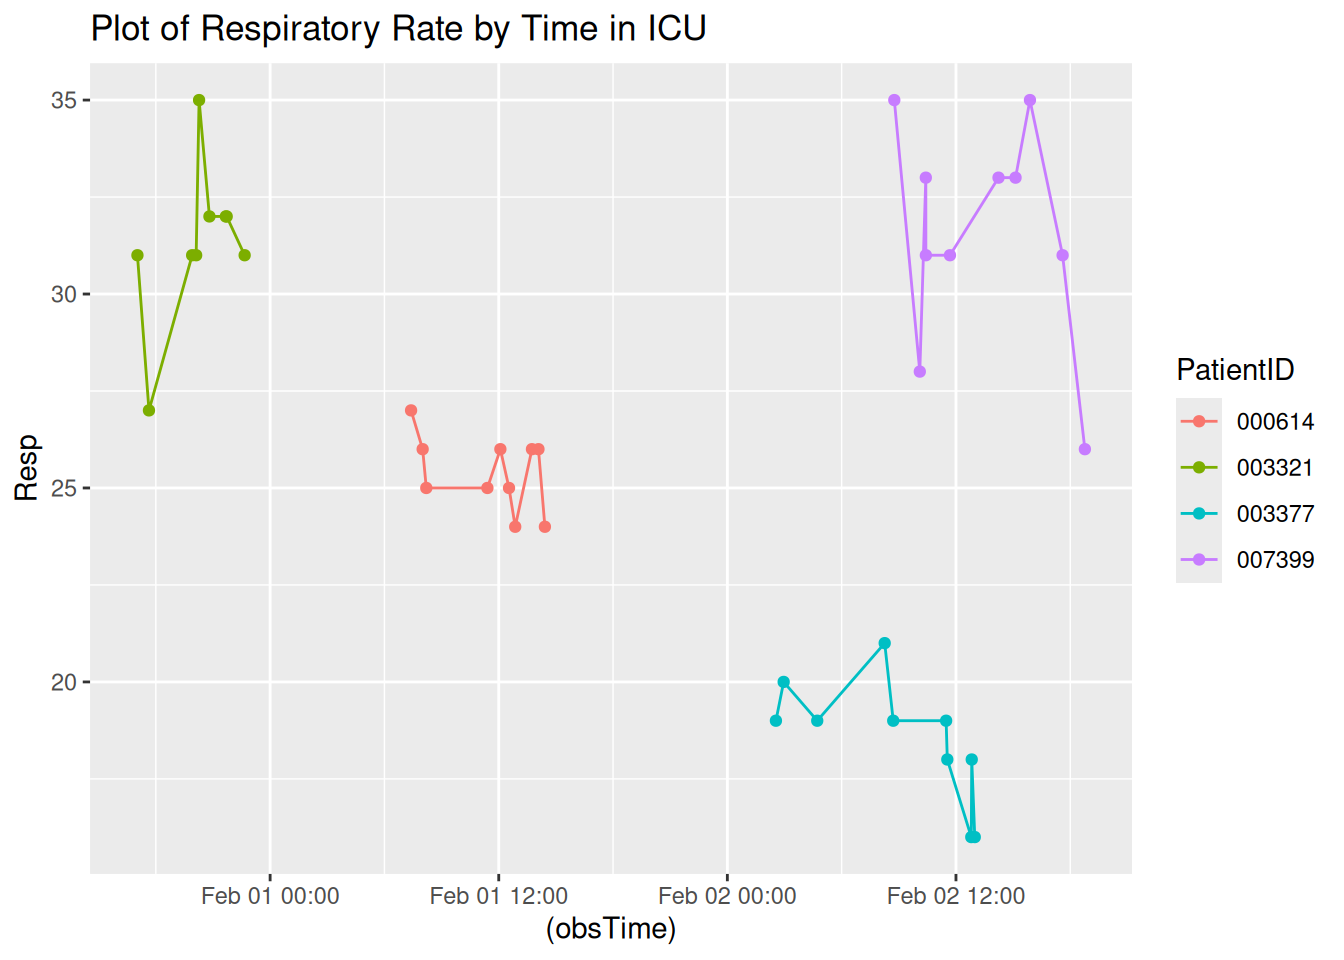 Plot of Respiratory Rate by Time in ICU
35
30
25
20
Resp
Feb 01 00:00
Feb 01 12:00
Feb 02 00:00
Feb 02 12:00
(obsTime)
PatientID
000614
003321
003377
007399